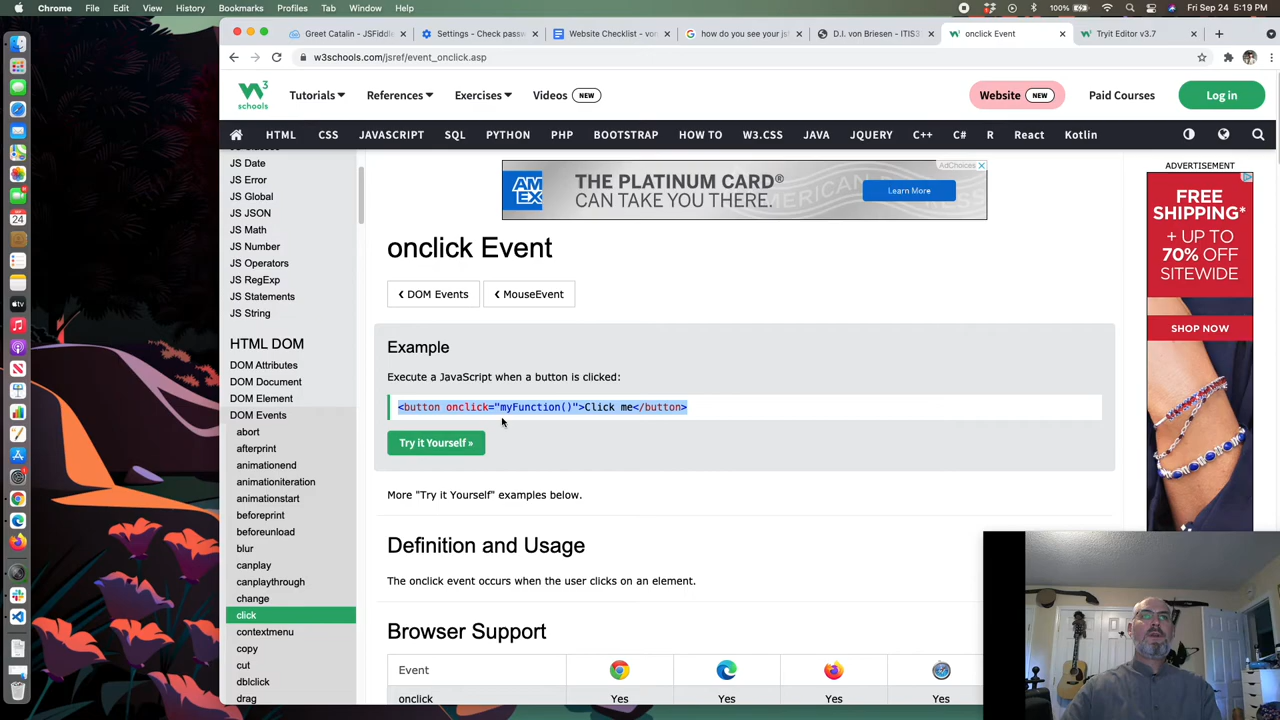 Chrome File Edit View History Bookmarks Profiles Tab Window Help
100% Fri Sep 24 5:19 PM
Greet Catalin - JSFiddle
Settings - Check passw
Website Checklist - von
how do you see your js
D.I. von Briesen - ITIS3
onclick Event
Tryit Editor v3.7
w3schools.com/jsref/event_onclick.asp
W3 schools
Tutorials
References
Exercises
Videos NEW
Website NEW
Paid Courses
Log in
HTML CSS JAVASCRIPT SQL PYTHON PHP BOOTSTRAP HOW TO W3.CSS JAVA JQUERY C++ C# R React Kotlin
JS Date
JS Error
JS Global
JS JSON
JS Math
JS Number
JS Operators
JS RegExp
JS Statements
JS String
HTML DOM
DOM Attributes
DOM Document
DOM Element
DOM Events
abort
afterprint
animationend
animationiteration
animationstart
beforeprint
beforeunload
blur
canplay
canplaythrough
change
click
contextmenu
copy
cut
dblclick
drag
AdChoices
AM EX
THE PLATINUM CARD®
CAN TAKE YOU THERE.
Learn More
onclick Event
❮ DOM Events
❮ MouseEvent
Example
Execute a JavaScript when a button is clicked:
<button onclick="myFunction()">Click me</button>
Try it Yourself »
More "Try it Yourself" examples below.
Definition and Usage
The onclick event occurs when the user clicks on an element.
Browser Support
Event
onclick Yes Yes Yes Yes
ADVERTISEMENT
FREE
SHIPPING*
+ UP TO
70% OFF
SITEWIDE
SHOP NOW
24
tv